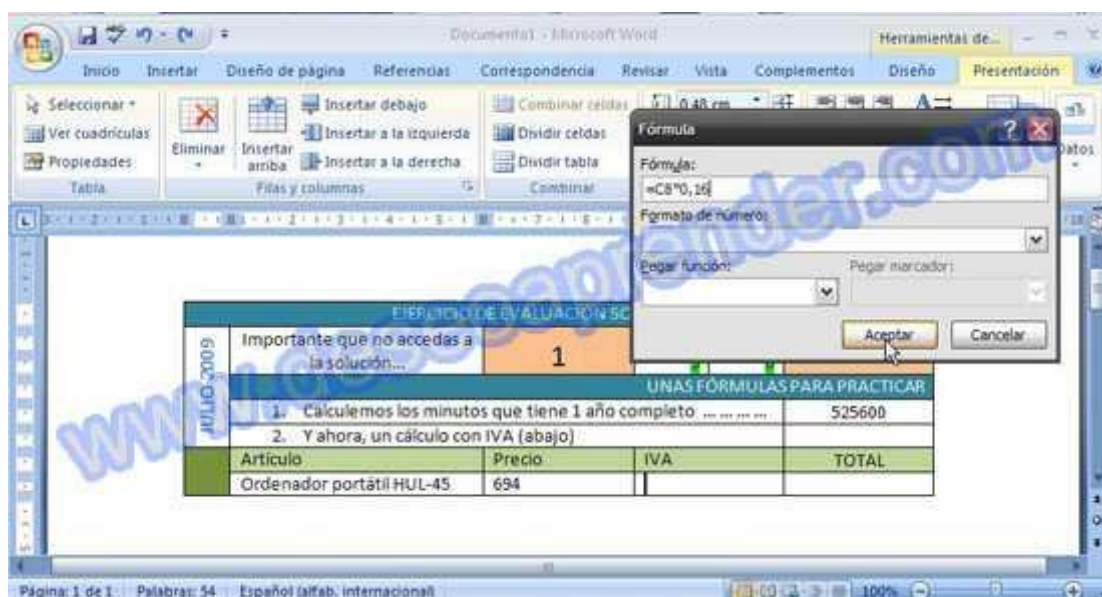 Documento1 - Microsoft Word
Herramientas de...
Inicio Insertar Diseño de página Referencias Correspondencia Revisar Vista Complementos Diseño Presentación
Seleccionar
Ver cuadrículas
Propiedades
Tabla
Eliminar
Insertar arriba
Insertar debajo
Insertar a la izquierda
Insertar a la derecha
Filas y columnas
Combinar celdas
Dividir celdas
Dividir tabla
Combinar
0,48 cm
Datos
Fórmula
Fórmula:
=C8*0,16
Formato de número:
Pegar función:
Pegar marcador:
Aceptar
Cancelar
EJERCICIO DE EVALUACIÓN
JUNIO-2009
Importante que no accedas a
la solución...
1
UNAS FÓRMULAS PARA PRACTICAR
1. Calculemos los minutos que tiene 1 año completo ... ... ... ... 525600
2. Y ahora, un cálculo con IVA (abajo)
Artículo Precio IVA TOTAL
Ordenador portátil HUL-45 694
www.deseoaprender.com
Página: 1 de 1 Palabras: 54 Español (alfab. internacional) 100%